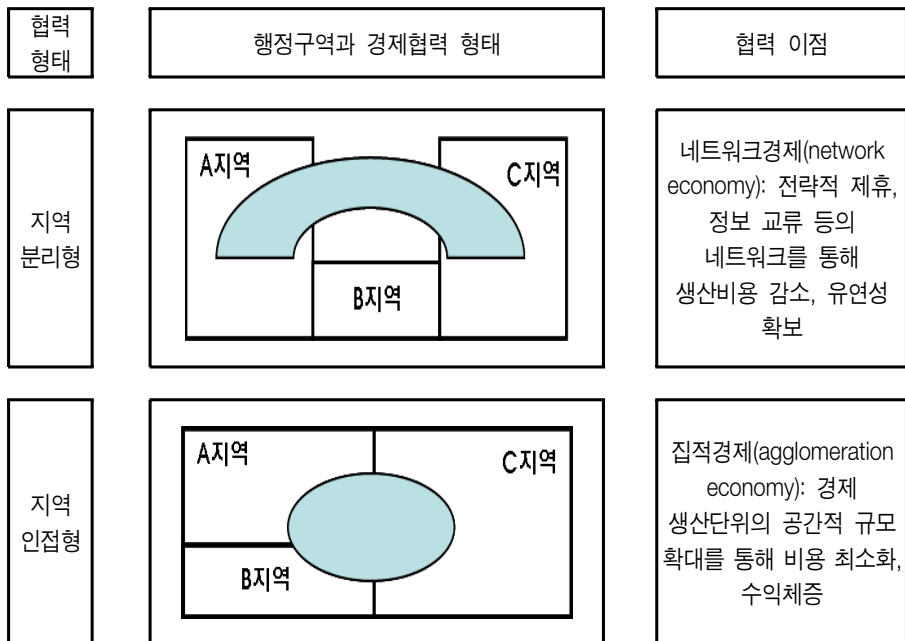 협력
형태
행정구역과 경제협력 형태
협력 이점
지역
분리형
A지역
C지역
B지역
네트워크경제(network
economy): 전략적 제휴,
정보 교류 등의
네트워크를 통해
생산비용 감소, 유연성
확보
지역
인접형
A지역
C지역
B지역
집적경제(agglomeration
economy): 경제
생산단위의 공간적 규모
확대를 통해 비용 최소화,
수익체증